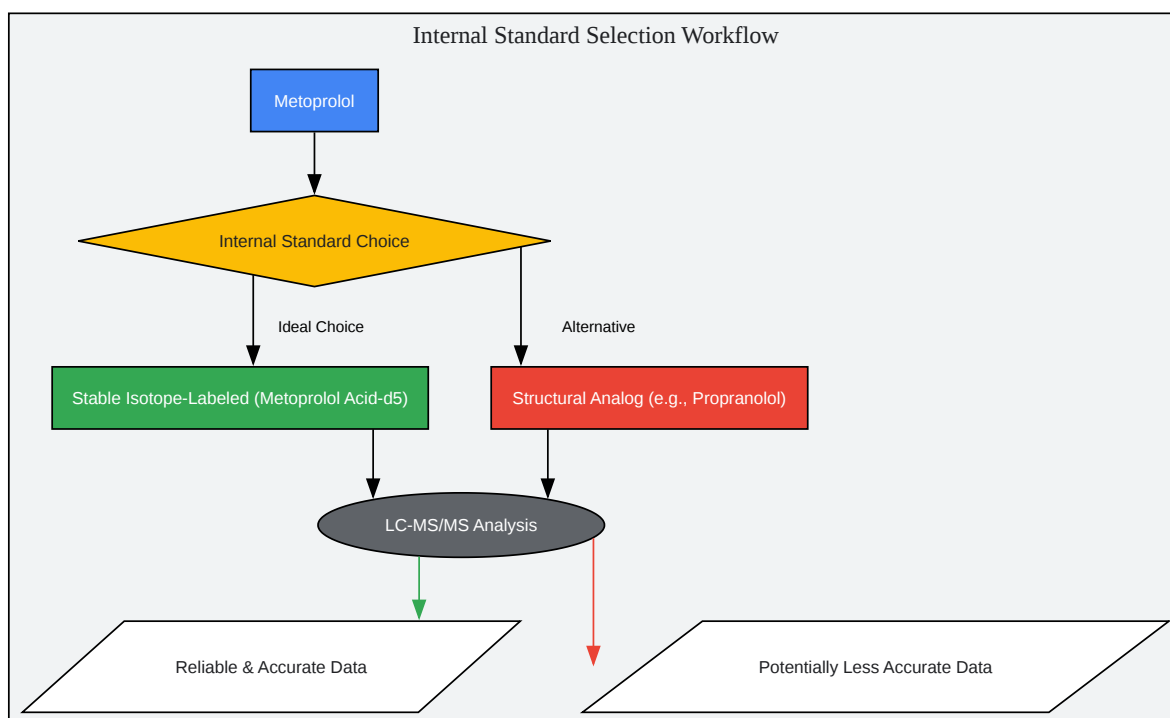 Internal Standard Selection Workflow
Metoprolol
Internal Standard Choice
Ideal Choice
Alternative
Stable Isotope-Labeled (Metoprolol Acid-d5)
Structural Analog (e.g., Propranolol)
LC-MS/MS Analysis
Reliable & Accurate Data
Potentially Less Accurate Data